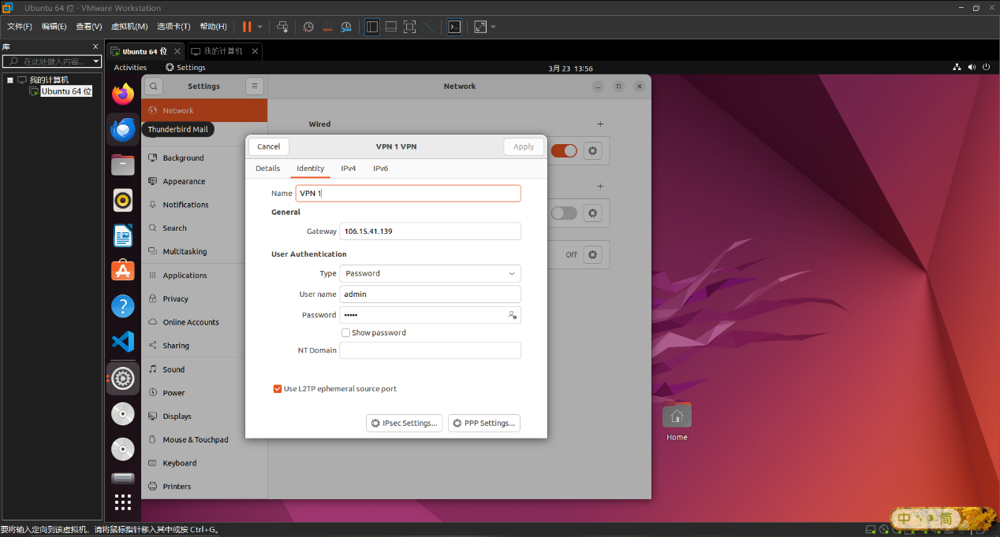 Ubuntu 64 位 - VMware Workstation
文件(F) 编辑(E) 查看(V) 虚拟机(M) 选项卡(T) 帮助(H)
库
在此处键入内容...
我的计算机
Ubuntu 64 位
Ubuntu 64 位
我的计算机
Activities
Settings
3月 23 13:56
Settings
Network
Network
Thunderbird Mail
Background
Appearance
Notifications
Search
Multitasking
Applications
Privacy
Online Accounts
Sharing
Sound
Power
Displays
Mouse & Touchpad
Keyboard
Printers
Wired
Off
Cancel
VPN 1 VPN
Apply
Details
Identity
IPv4
IPv6
Name VPN 1
General
Gateway 106.15.41.139
User Authentication
Type Password
User name admin
Password •••••
Show password
NT Domain
Use L2TP ephemeral source port
IPsec Settings...
PPP Settings...
Home
要将输入定向到该虚拟机，请将鼠标指针移入其中或按 Ctrl+G。
中 简